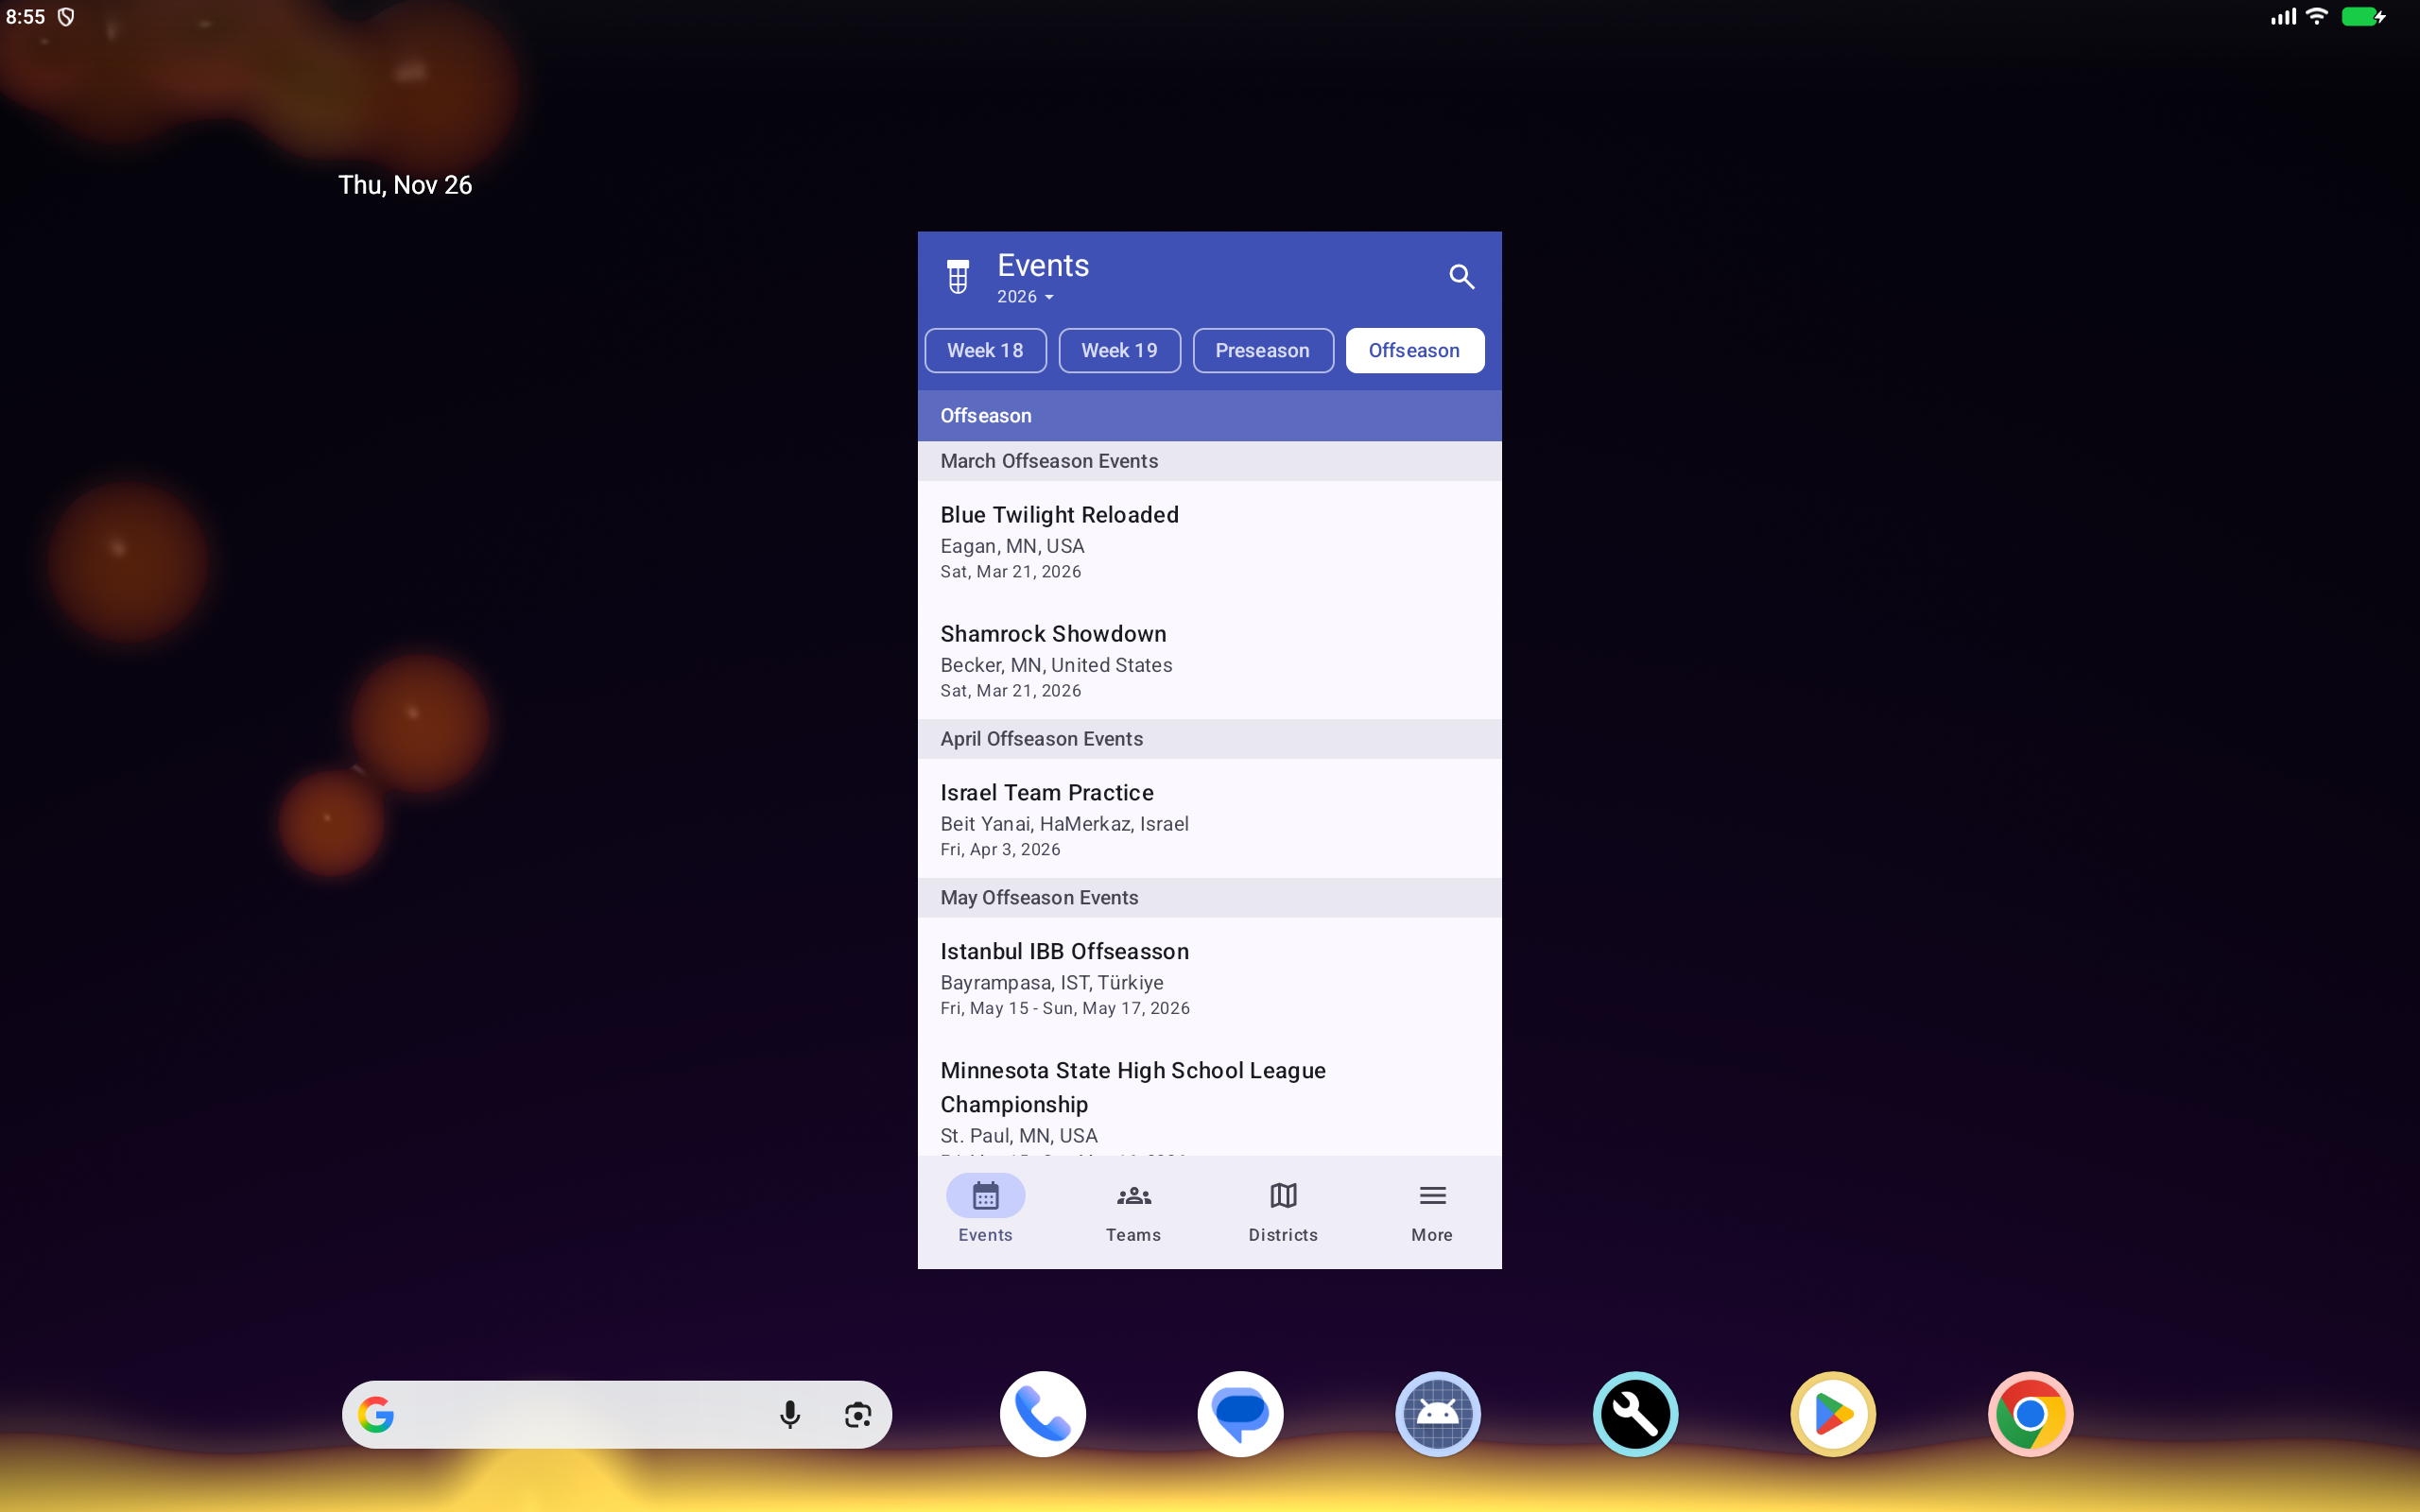 8:55
Thu, Nov 26
Events
2026
Week 18
Week 19
Preseason
Offseason
Offseason
March Offseason Events
Blue Twilight Reloaded
Eagan, MN, USA
Sat, Mar 21, 2026
Shamrock Showdown
Becker, MN, United States
Sat, Mar 21, 2026
April Offseason Events
Israel Team Practice
Beit Yanai, HaMerkaz, Israel
Fri, Apr 3, 2026
May Offseason Events
Istanbul IBB Offseasson
Bayrampasa, IST, Türkiye
Fri, May 15 - Sun, May 17, 2026
Minnesota State High School League
Championship
St. Paul, MN, USA
Events
Teams
Districts
More